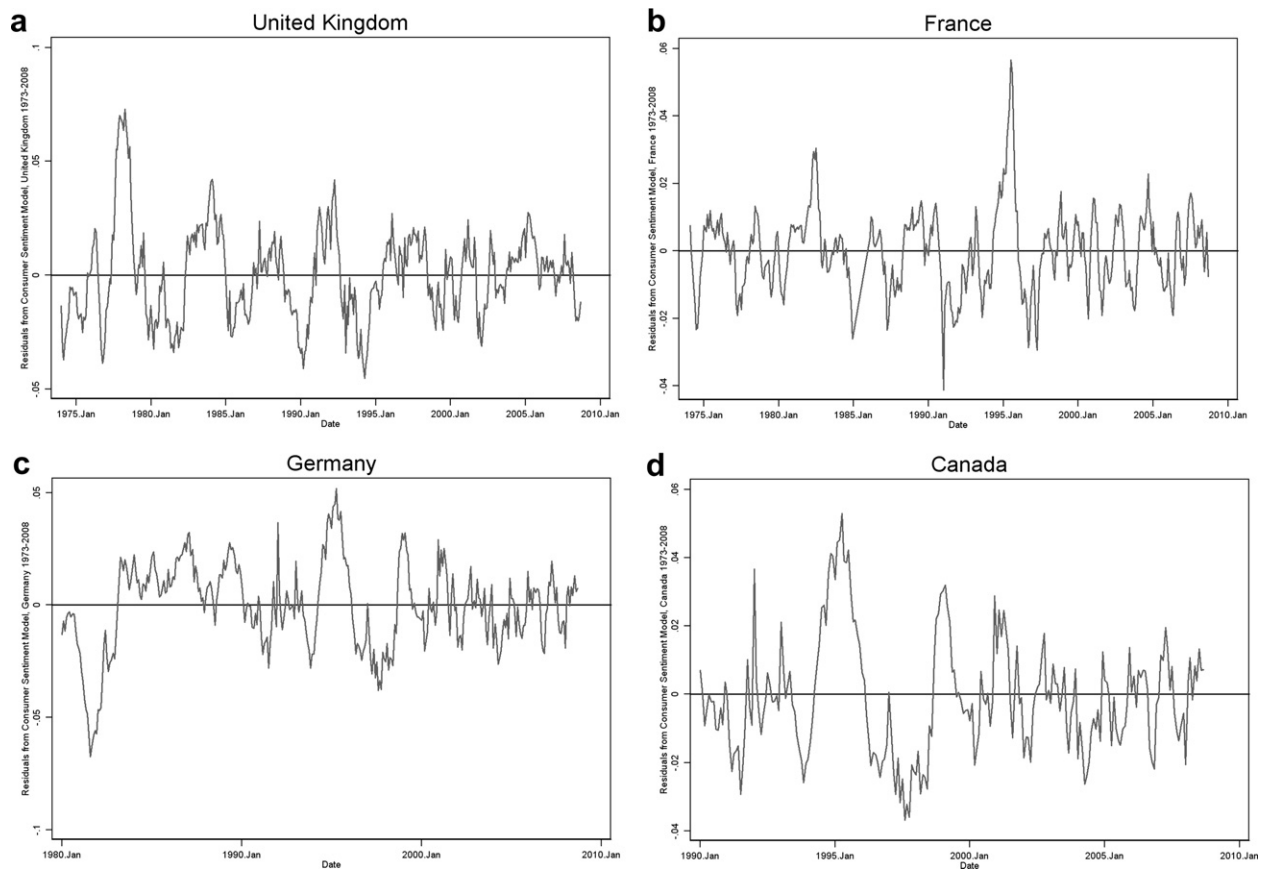 a
United Kingdom
Residuals from Consumer Sentiment Model, United Kingdom 1973-2008
.1
.05
0
-.05
1975.Jan 1980.Jan 1985.Jan 1990.Jan 1995.Jan 2000.Jan 2005.Jan 2010.Jan
Date
b
France
Residuals from Consumer Sentiment Model, France 1973-2008
.06
.04
.02
0
-.02
-.04
1975.Jan 1980.Jan 1985.Jan 1990.Jan 1995.Jan 2000.Jan 2005.Jan 2010.Jan
Date
c
Germany
Residuals from Consumer Sentiment Model, Germany 1973-2008
.05
0
-.05
-.1
1980.Jan 1990.Jan 2000.Jan 2010.Jan
Date
d
Canada
Residuals from Consumer Sentiment Model, Canada 1973-2008
.06
.04
.02
0
-.02
-.04
1990.Jan 1995.Jan 2000.Jan 2005.Jan 2010.Jan
Date